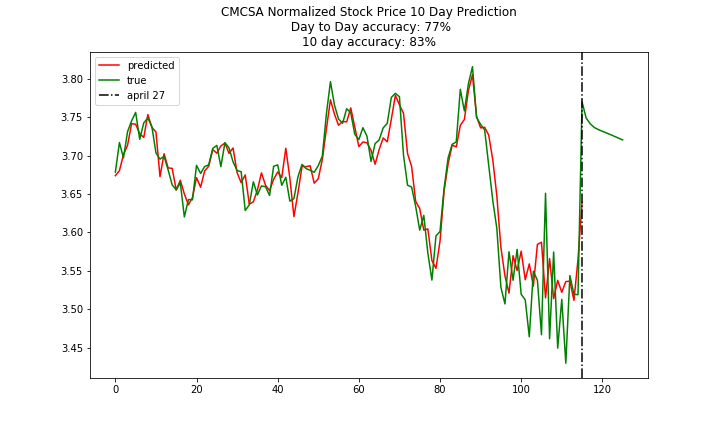 CMCSA Normalized Stock Price 10 Day Prediction
Day to Day accuracy: 77%
10 day accuracy: 83%
predicted
true
april 27
3.80
3.75
3.70
3.65
3.60
3.55
3.50
3.45
0 20 40 60 80 100 120